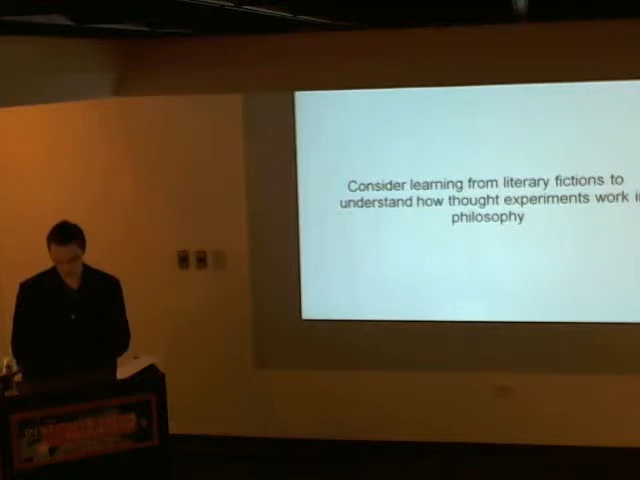 Consider learning from literary fictions to
understand how thought experiments work i
philosophy